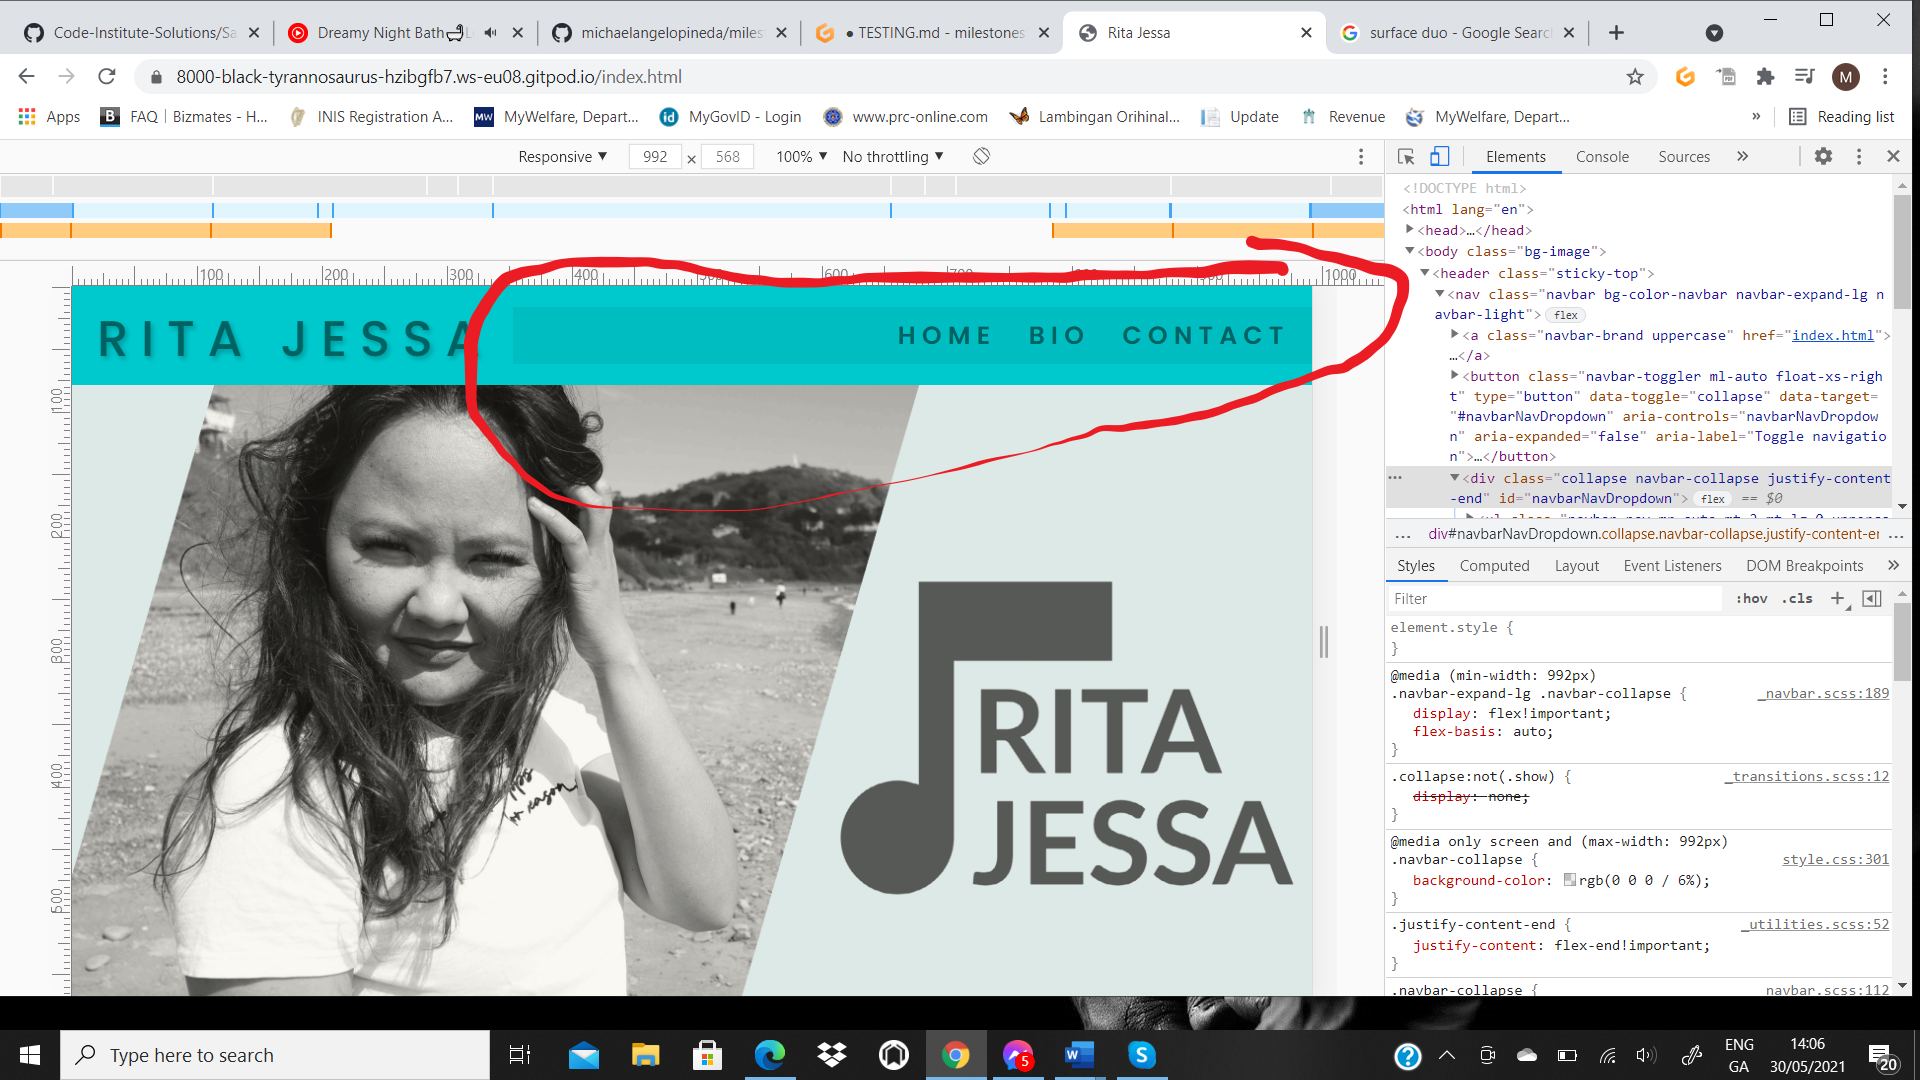 Code-Institute-Solutions/Sa
Dreamy Night Bath
michaelangelopineda/miles
● TESTING.md - milestones
Rita Jessa
surface duo - Google Searc
8000-black-tyrannosaurus-hzibgfb7.ws-eu08.gitpod.io/index.html
M
Apps
FAQ | Bizmates - H...
INIS Registration A...
MW MyWelfare, Depart...
iD MyGovID - Login
www.prc-online.com
Lambingan Orihinal...
Update
Revenue
MyWelfare, Depart...
»
Reading list
Responsive ▼ 992 × 568 100% ▼ No throttling ▼
Elements Console Sources »
100 200 300 400 600 1000
100
200
300
400
500
RITA JESSA
HOME BIO CONTACT
RITA
JESSA
<!DOCTYPE html>
<html lang="en">
<head>…</head>
<body class="bg-image">
<header class="sticky-top">
<nav class="navbar bg-color-navbar navbar-expand-lg n
avbar-light"> flex
<a class="navbar-brand uppercase" href="index.html">
…</a>
<button class="navbar-toggler ml-auto float-xs-righ
t" type="button" data-toggle="collapse" data-target=
"#navbarNavDropdown" aria-controls="navbarNavDropdow
n" aria-expanded="false" aria-label="Toggle navigatio
n">…</button>
<div class="collapse navbar-collapse justify-content
-end" id="navbarNavDropdown"> flex == $0
... div#navbarNavDropdown.collapse.navbar-collapse.justify-content-er ...
Styles Computed Layout Event Listeners DOM Breakpoints »
Filter :hov .cls +
element.style {
}
@media (min-width: 992px)
.navbar-expand-lg .navbar-collapse { _navbar.scss:189
display: flex!important;
flex-basis: auto;
}
.collapse:not(.show) { _transitions.scss:12
display: none;
}
@media only screen and (max-width: 992px)
.navbar-collapse { style.css:301
background-color: rgb(0 0 0 / 6%);
}
.justify-content-end { _utilities.scss:52
justify-content: flex-end!important;
}
.navbar-collapse { navbar.scss:112
Type here to search
5
ENG
GA
14:06
30/05/2021
20